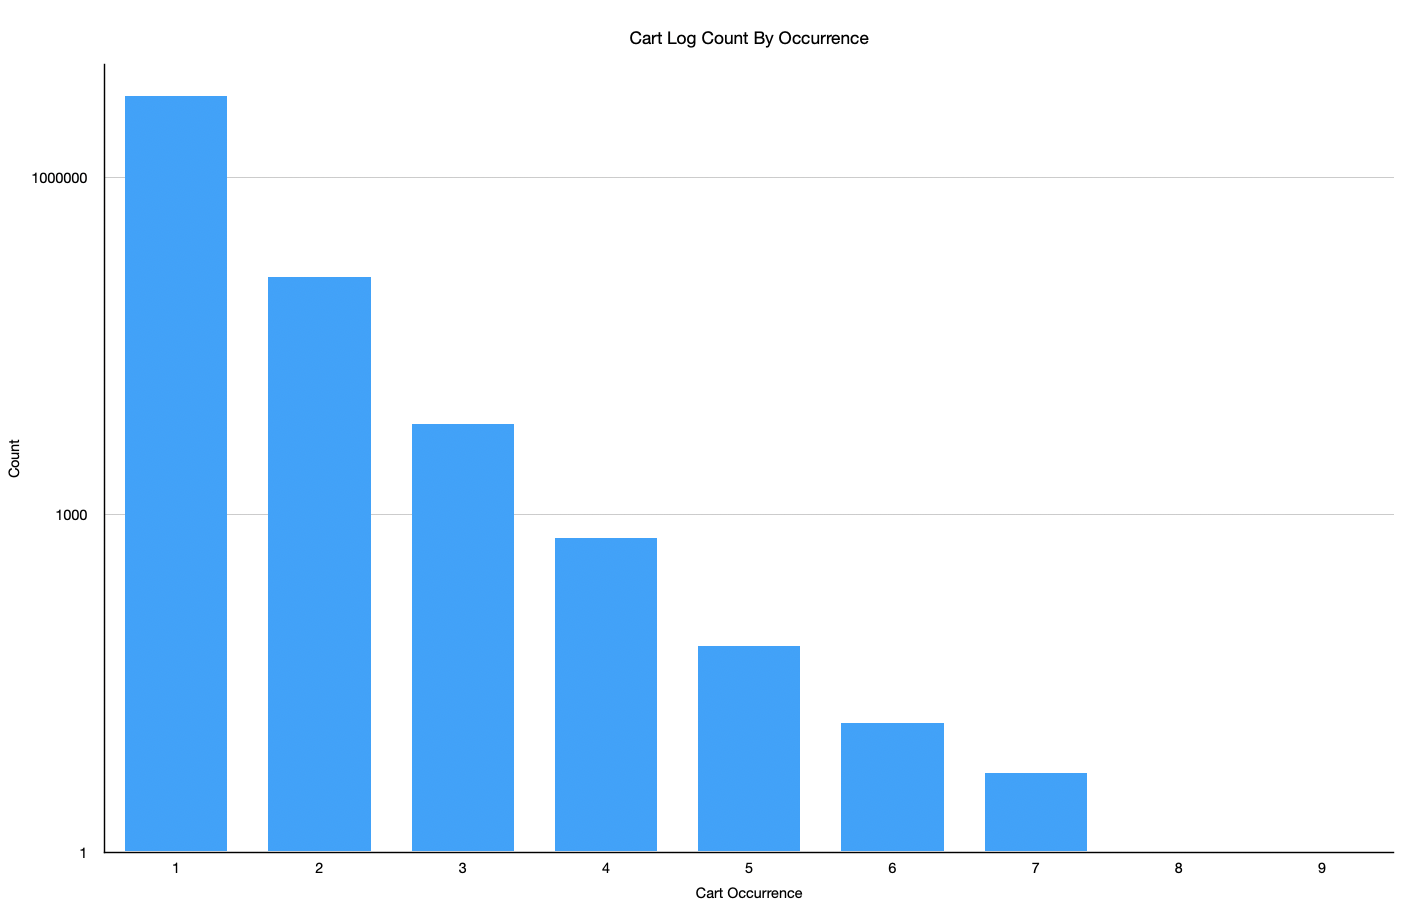 Cart Log Count By Occurrence
1000000
1000
1
Count
1 2 3 4 5 6 7 8 9
Cart Occurrence